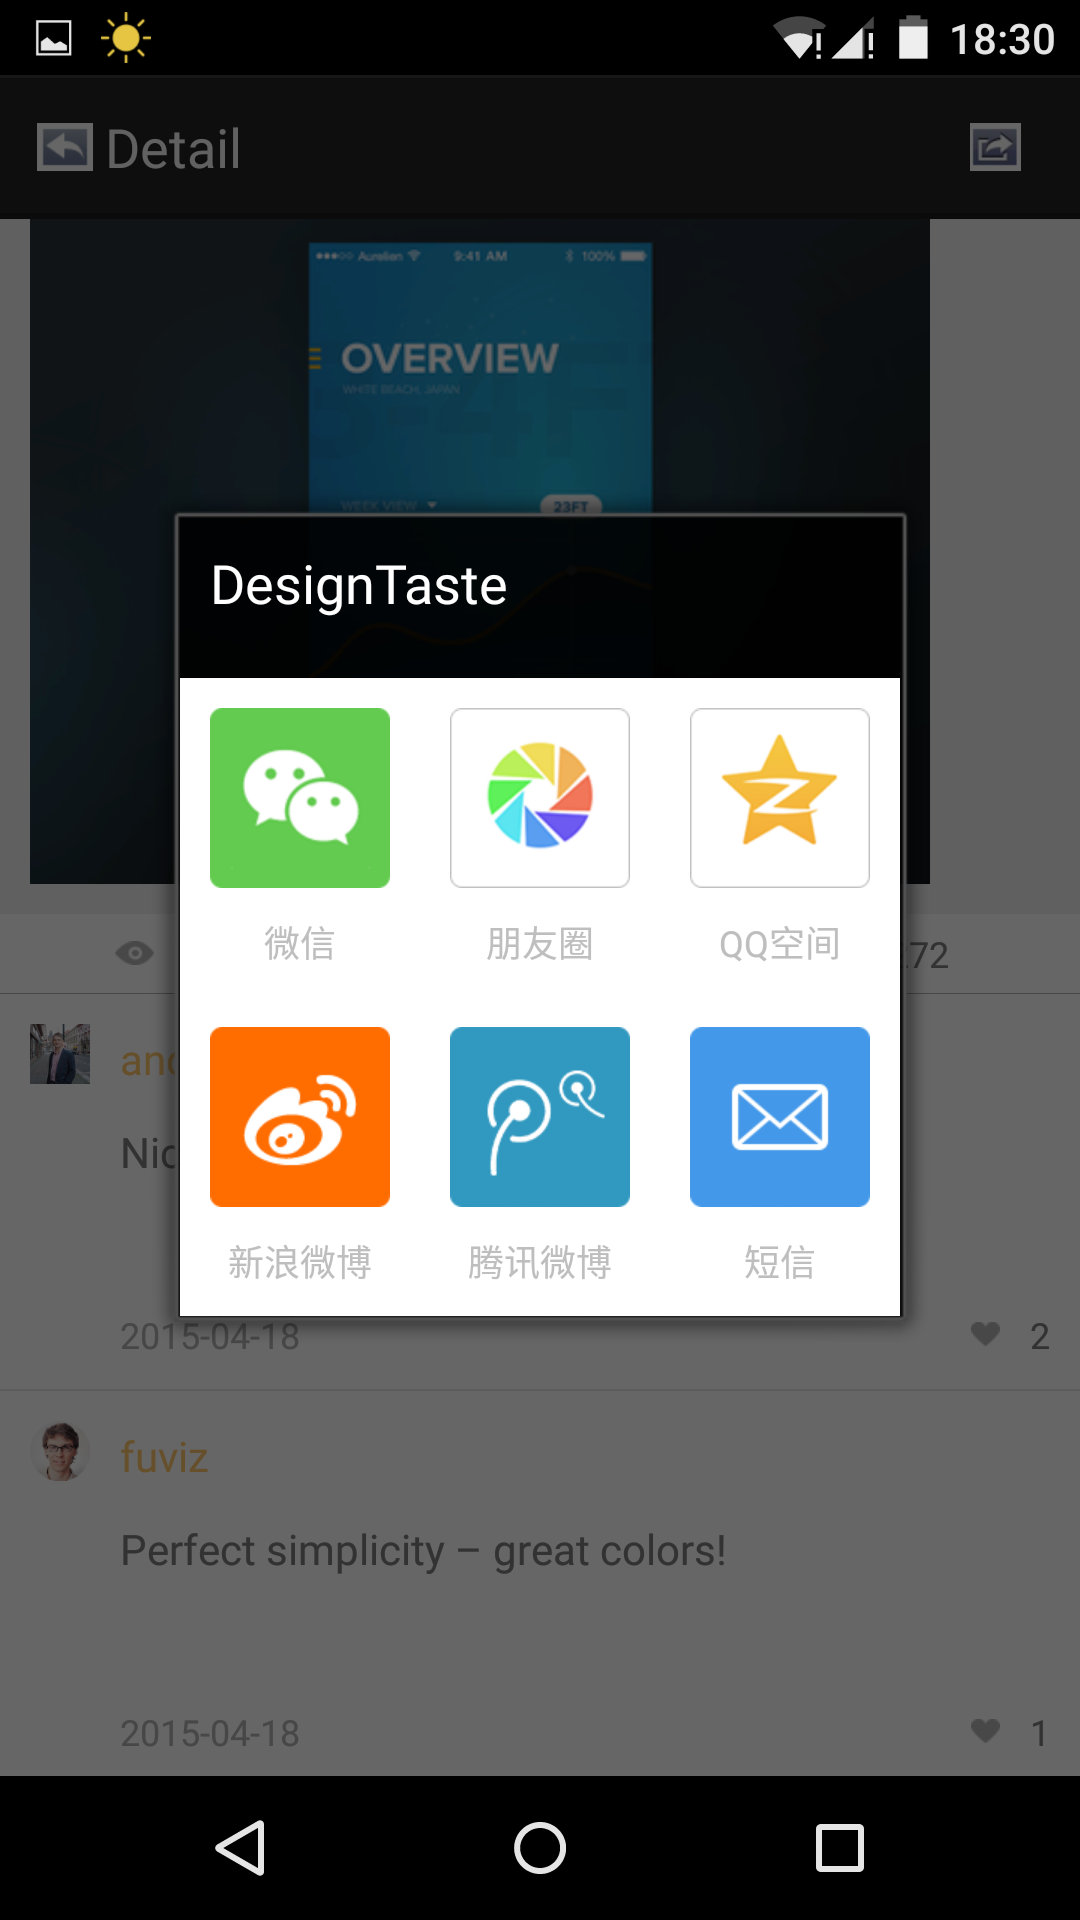 18:30
Detail
Aurelien 9:41 AM 100%
OVERVIEW
WHITE BEACH, JAPAN
WEEK VIEW 23FT
DesignTaste
微信 朋友圈 QQ空间
72
新浪微博 腾讯微博 短信
2015-04-18 2
fuviz
Perfect simplicity – great colors!
2015-04-18 1